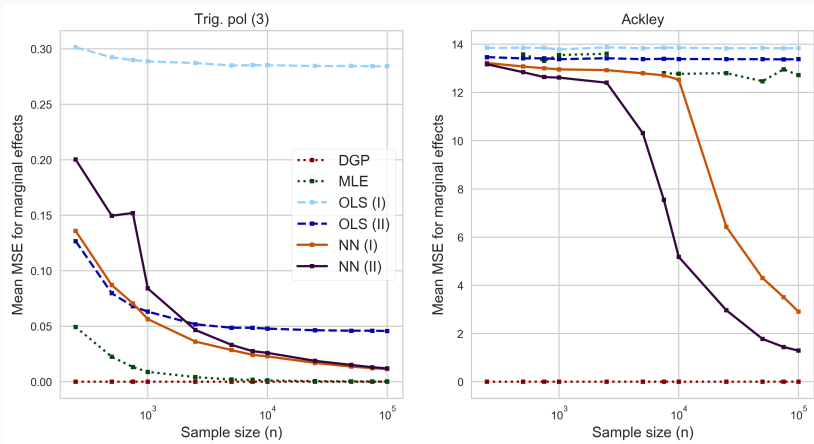 Trig. pol (3)
Mean MSE for marginal effects
0.30
0.25
0.20
0.15
0.10
0.05
0.00
10³
10⁴
10⁵
Sample size (n)
DGP
MLE
OLS (I)
OLS (II)
NN (I)
NN (II)
Ackley
Mean MSE for marginal effects
14
12
10
8
6
4
2
0
10³
10⁴
10⁵
Sample size (n)